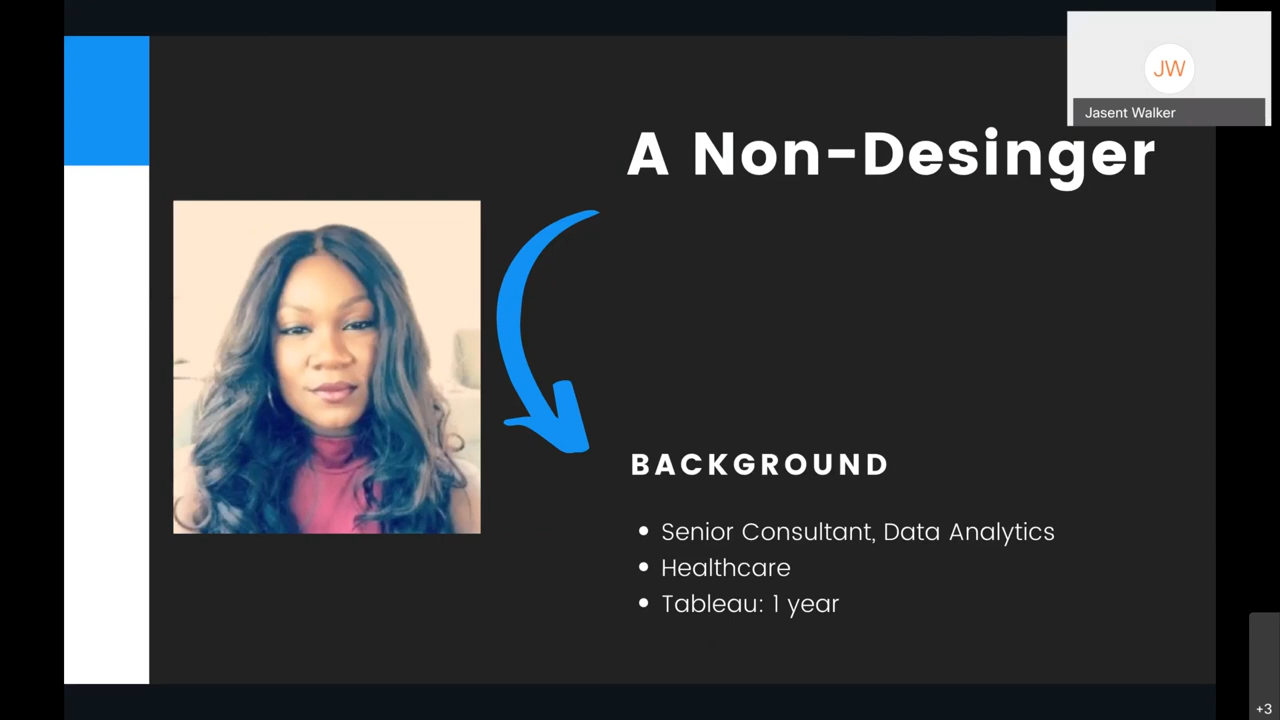 JW
Jasent Walker
A Non-Desinger
BACKGROUND
• Senior Consultant, Data Analytics
• Healthcare
• Tableau: 1 year
+3